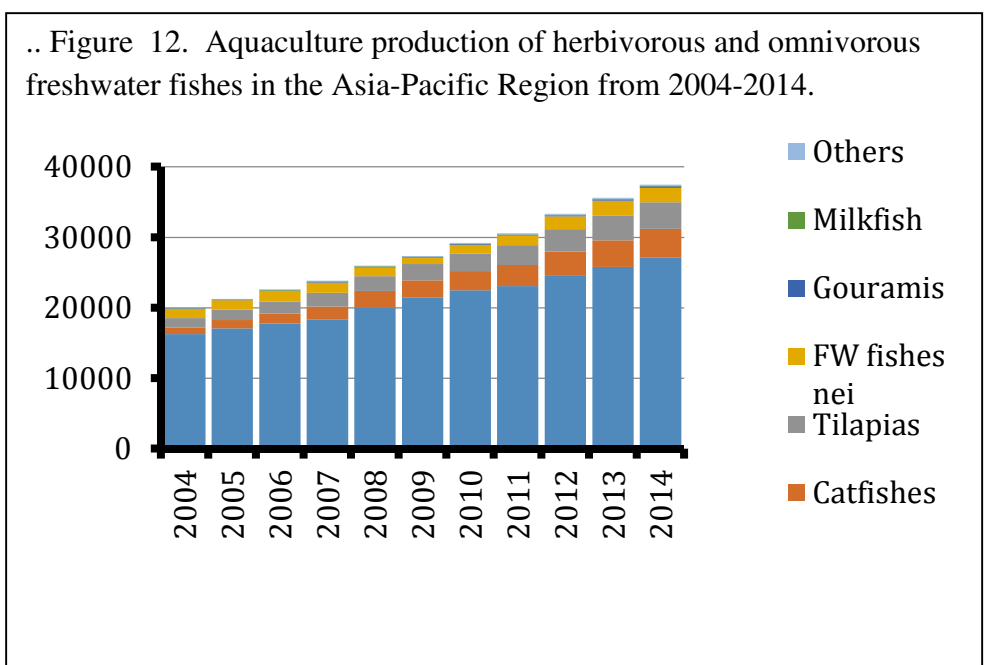 .. Figure 12. Aquaculture production of herbivorous and omnivorous
freshwater fishes in the Asia-Pacific Region from 2004-2014.
40000
30000
20000
10000
0
2004
2005
2006
2007
2008
2009
2010
2011
2012
2013
2014
Others
Milkfish
Gouramis
FW fishes
nei
Tilapias
Catfishes